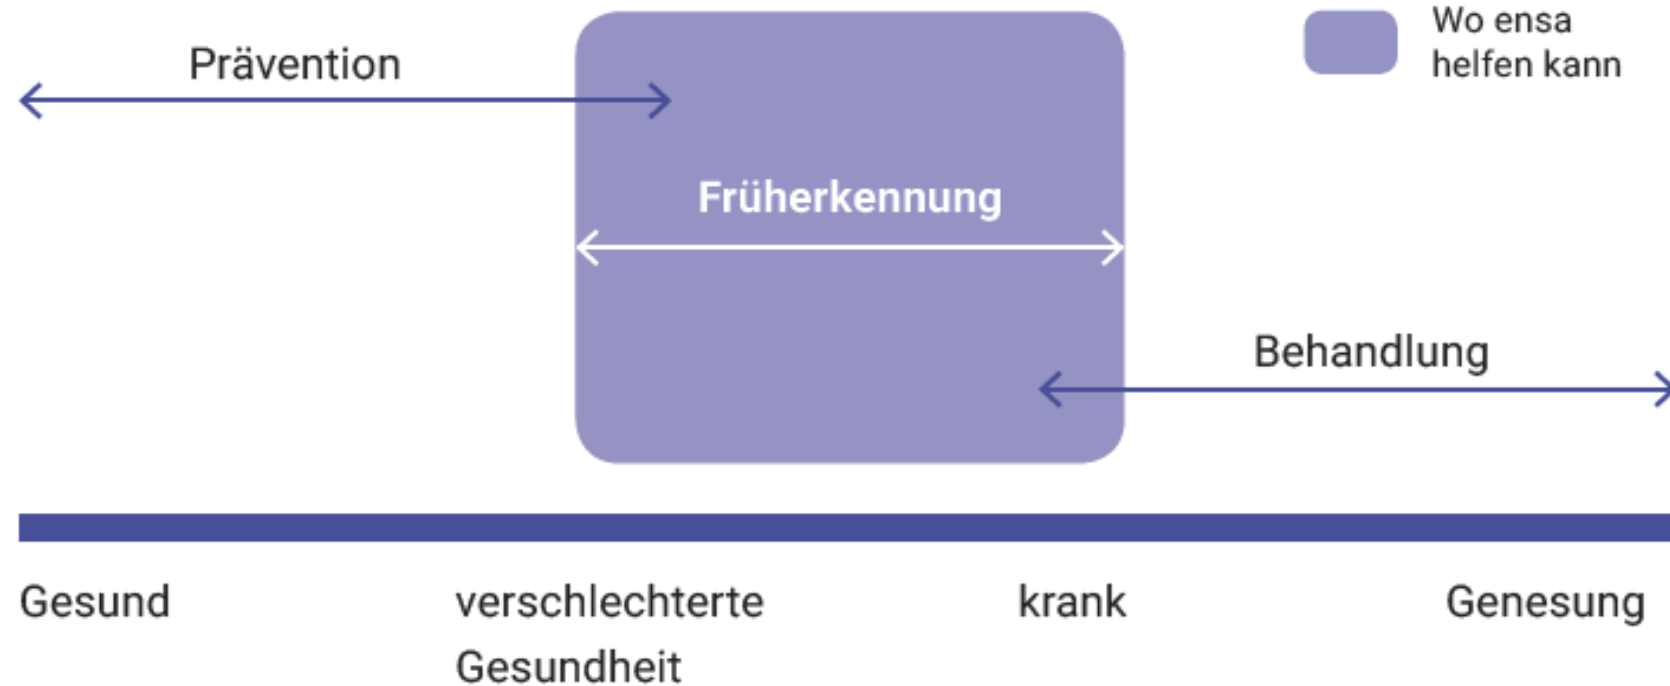 Prävention
Wo ensa
helfen kann
Früherkennung
Behandlung
Gesund
verschlechterte
Gesundheit
krank
Genesung